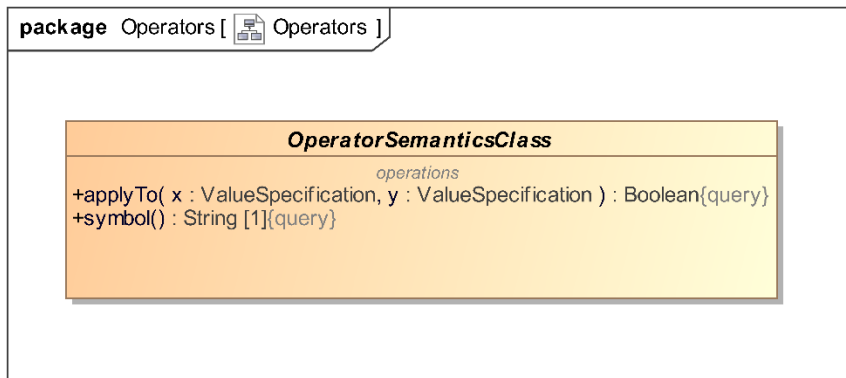 package Operators [ Operators ]
OperatorSemanticsClass
operations
+applyTo( x : ValueSpecification, y : ValueSpecification ) : Boolean{query}
+symbol() : String [1]{query}